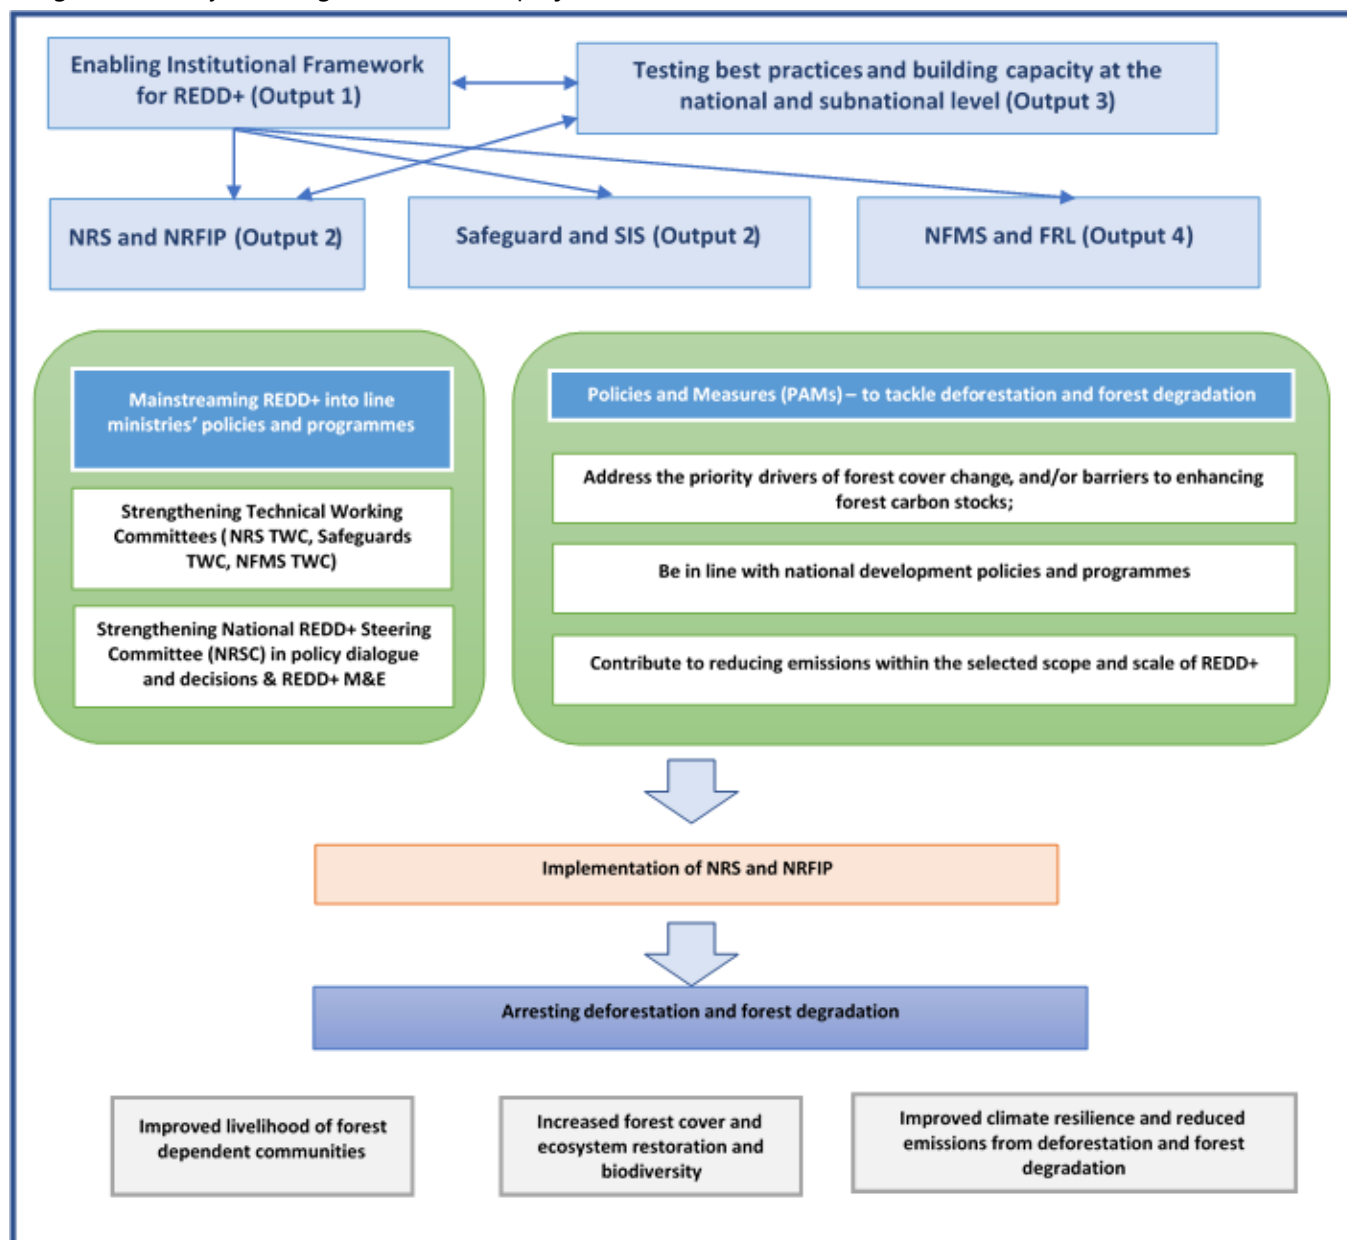 Enabling Institutional Framework
for REDD+ (Output 1)
Testing best practices and building capacity at the
national and subnational level (Output 3)
NRS and NRFIP (Output 2)
Safeguard and SIS (Output 2)
NFMS and FRL (Output 4)
Mainstreaming REDD+ into line
ministries’ policies and programmes
Strengthening Technical Working
Committees ( NRS TWC, Safeguards
TWC, NFMS TWC)
Strengthening National REDD+ Steering
Committee (NRSC) in policy dialogue
and decisions & REDD+ M&E
Policies and Measures (PAMs) – to tackle deforestation and forest degradation
Address the priority drivers of forest cover change, and/or barriers to enhancing
forest carbon stocks;
Be in line with national development policies and programmes
Contribute to reducing emissions within the selected scope and scale of REDD+
Implementation of NRS and NRFIP
Arresting deforestation and forest degradation
Improved livelihood of forest
dependent communities
Increased forest cover and
ecosystem restoration and
biodiversity
Improved climate resilience and reduced
emissions from deforestation and forest
degradation